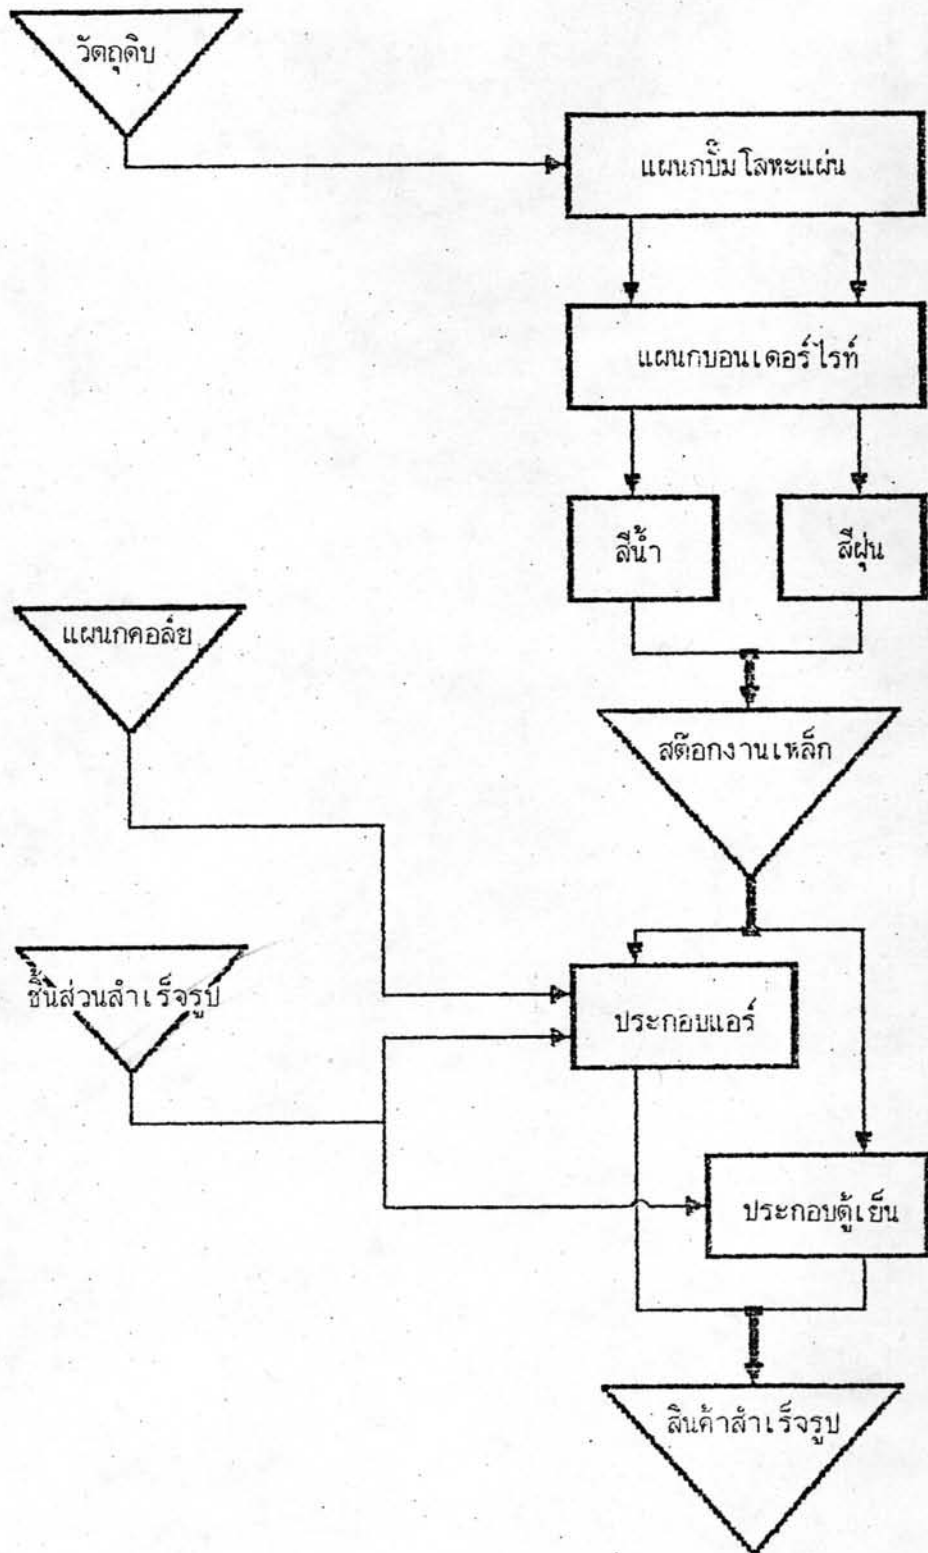 วัตถุดิบ
แผนกปั๊มโลหะแผ่น
แผนกบอนเดอร์ไรท์
สีน้ำ
สีฝุ่น
แผนกคอล์ย
สต๊อกงานเหล็ก
ชิ้นส่วนสำเร็จรูป
ประกอบแอร์
ประกอบตู้เย็น
สินค้าสำเร็จรูป